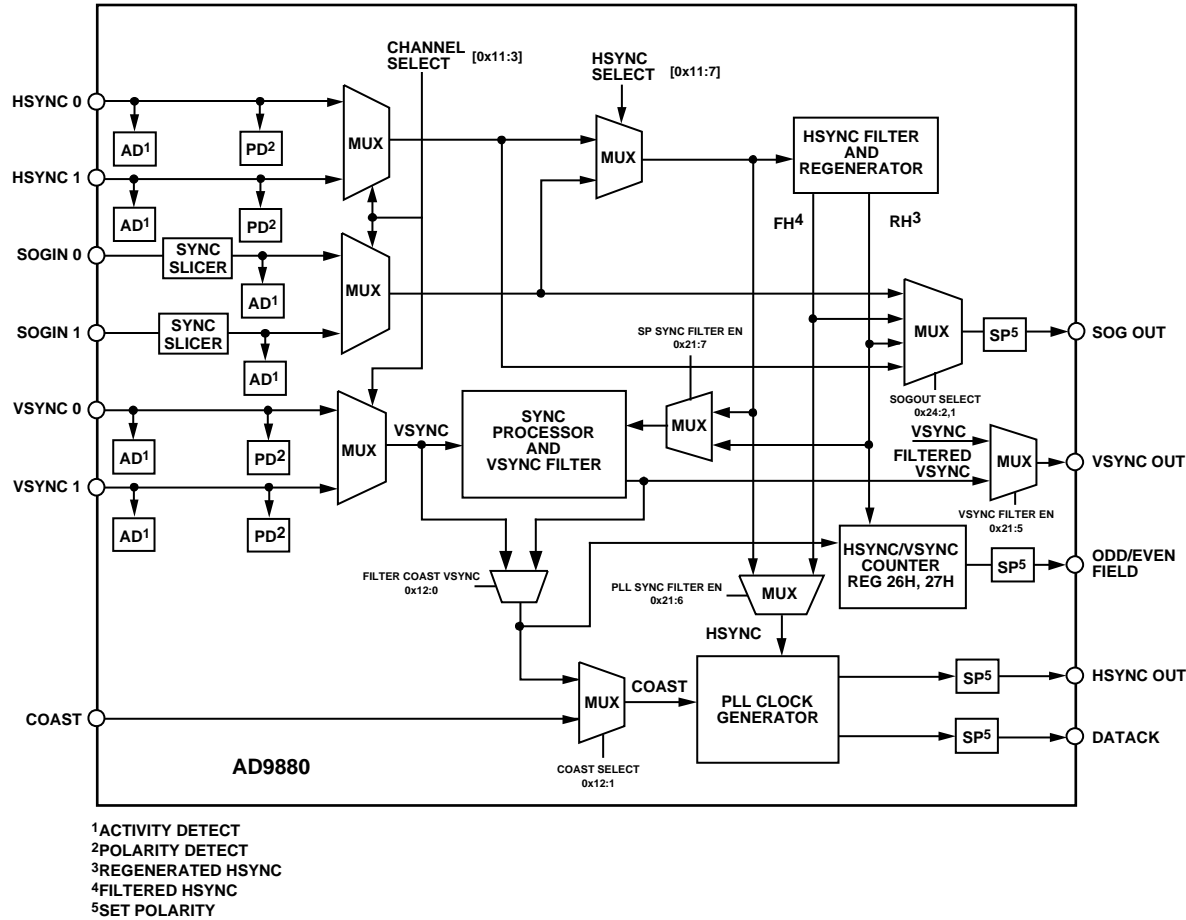 CHANNEL
SELECT [0x11:3]
HSYNC
SELECT [0x11:7]
HSYNC 0
AD1
PD2
MUX
MUX
HSYNC FILTER
AND
REGENERATOR
HSYNC 1
AD1
PD2
FH4
RH3
SOGIN 0
SYNC
SLICER
AD1
MUX
SOGIN 1
SYNC
SLICER
AD1
SP SYNC FILTER EN
0x21:7
MUX
SP5
SOG OUT
SOGOUT SELECT
0x24:2,1
VSYNC 0
AD1
PD2
MUX
VSYNC
SYNC
PROCESSOR
AND
VSYNC FILTER
MUX
VSYNC
FILTERED
VSYNC
MUX
VSYNC OUT
VSYNC 1
AD1
PD2
VSYNC FILTER EN
0x21:5
FILTER COAST VSYNC
0x12:0
PLL SYNC FILTER EN
0x21:6
MUX
HSYNC/VSYNC
COUNTER
REG 26H, 27H
SP5
ODD/EVEN
FIELD
HSYNC
COAST
MUX
COAST
PLL CLOCK
GENERATOR
SP5
HSYNC OUT
SP5
DATACK
COAST SELECT
0x12:1
AD9880
1ACTIVITY DETECT
2POLARITY DETECT
3REGENERATED HSYNC
4FILTERED HSYNC
5SET POLARITY